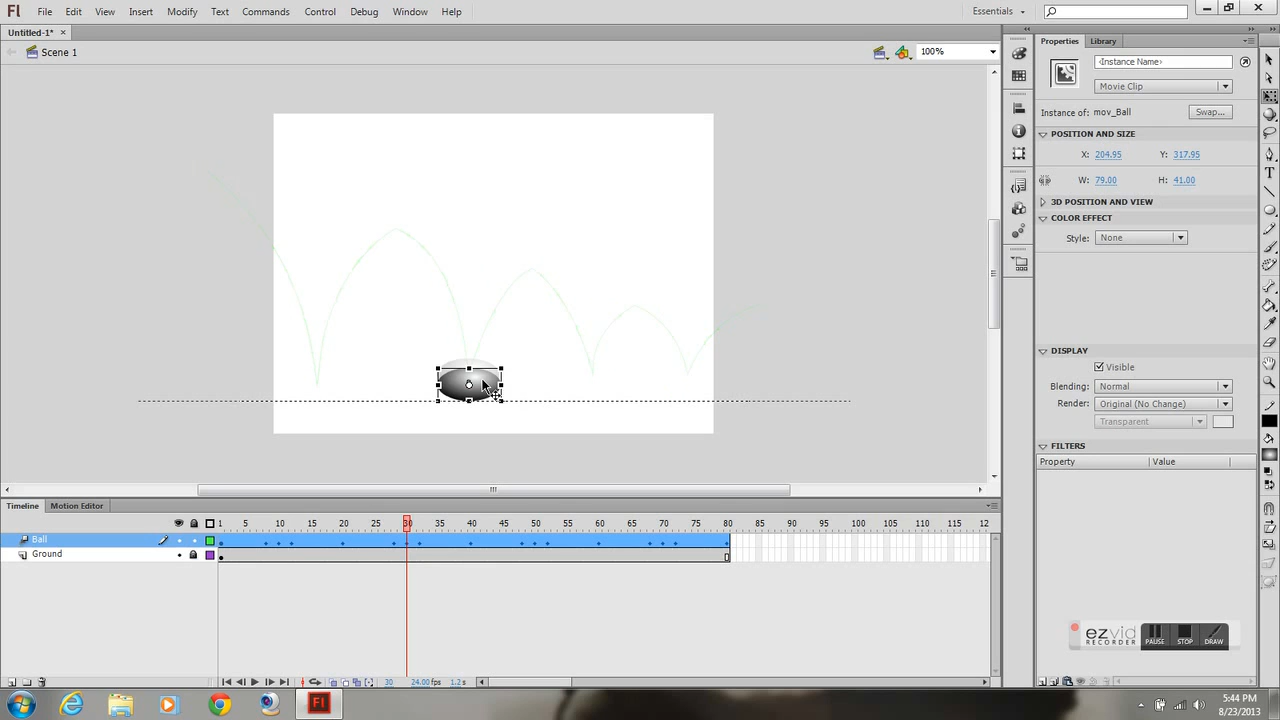 Fl File Edit View Insert Modify Text Commands Control Debug Window Help Essentials
Untitled-1* ×
Scene 1 100%
Properties Library
‹Instance Name›
Movie Clip
Instance of: mov_Ball Swap...
POSITION AND SIZE
X: 204.95 Y: 317.95
W: 79.00 H: 41.00
3D POSITION AND VIEW
COLOR EFFECT
Style: None
DISPLAY
Visible
Blending: Normal
Render: Original (No Change)
Transparent
FILTERS
Property Value
Timeline Motion Editor
1 5 10 15 20 25 30 35 40 45 50 55 60 65 70 75 80 85 90 95 100 105 110 115 12
Ball
Ground
ezvid
RECORDER
PAUSE STOP DRAW
30 24.00 fps 1.2 s
Fl
5:44 PM
8/23/2013